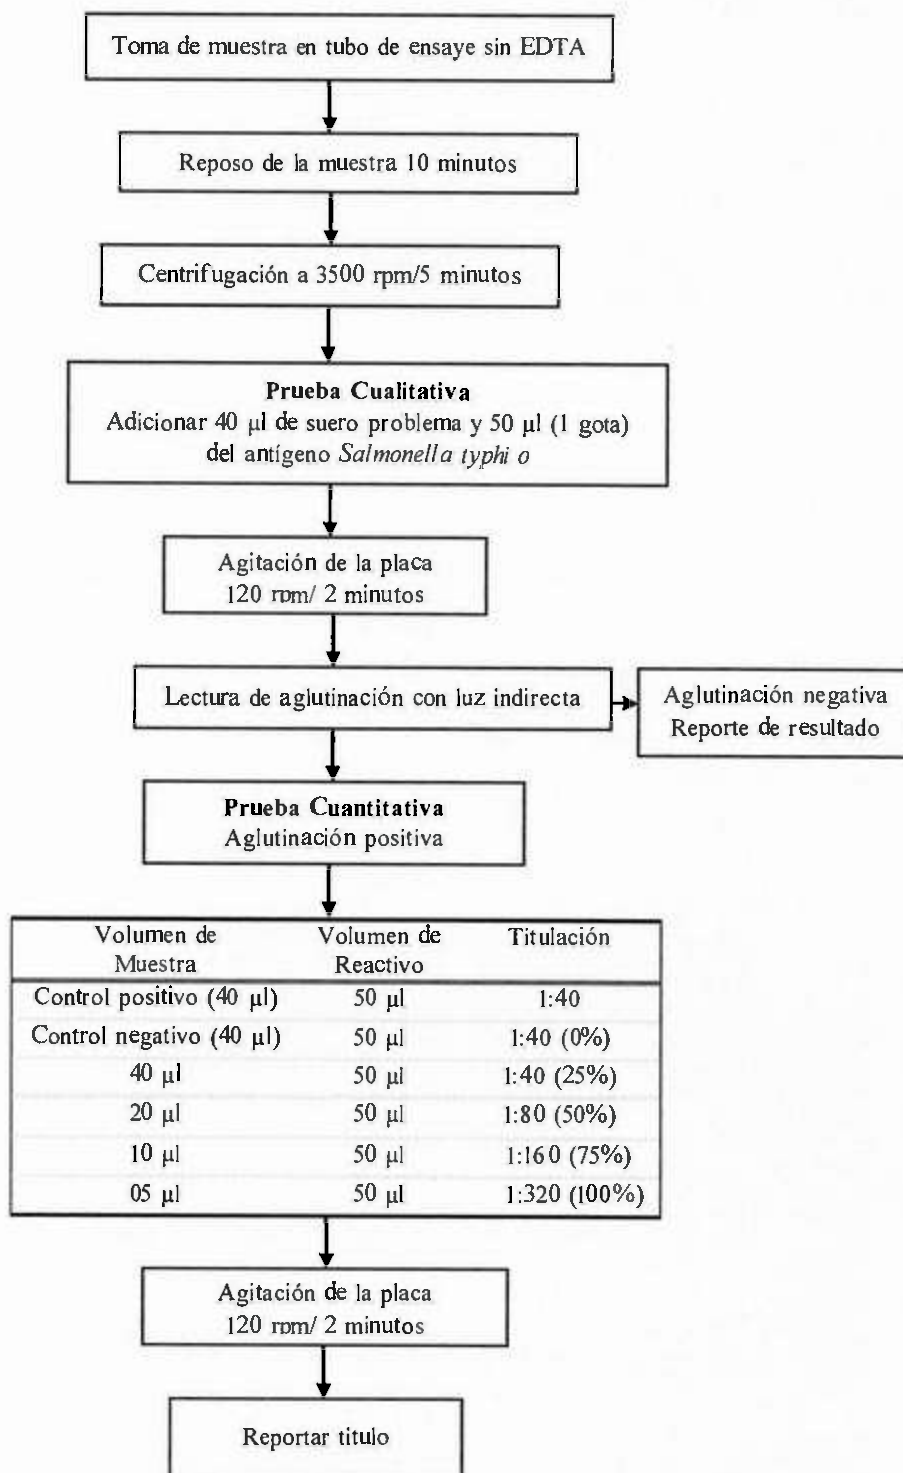 Toma de muestra en tubo de ensaye sin EDTA
Reposo de la muestra 10 minutos
Centrifugación a 3500 rpm/5 minutos
Prueba Cualitativa
Adicionar 40 µl de suero problema y 50 µl (1 gota)
del antígeno Salmonella typhi o
Agitación de la placa
120 rpm/ 2 minutos
Lectura de aglutinación con luz indirecta
Aglutinación negativa
Reporte de resultado
Prueba Cuantitativa
Aglutinación positiva
Volumen de Muestra Volumen de Reactivo Titulación
Control positivo (40 µl) 50 µl 1:40
Control negativo (40 µl) 50 µl 1:40 (0%)
40 µl 50 µl 1:40 (25%)
20 µl 50 µl 1:80 (50%)
10 µl 50 µl 1:160 (75%)
05 µl 50 µl 1:320 (100%)
Agitación de la placa
120 rpm/ 2 minutos
Reportar titulo